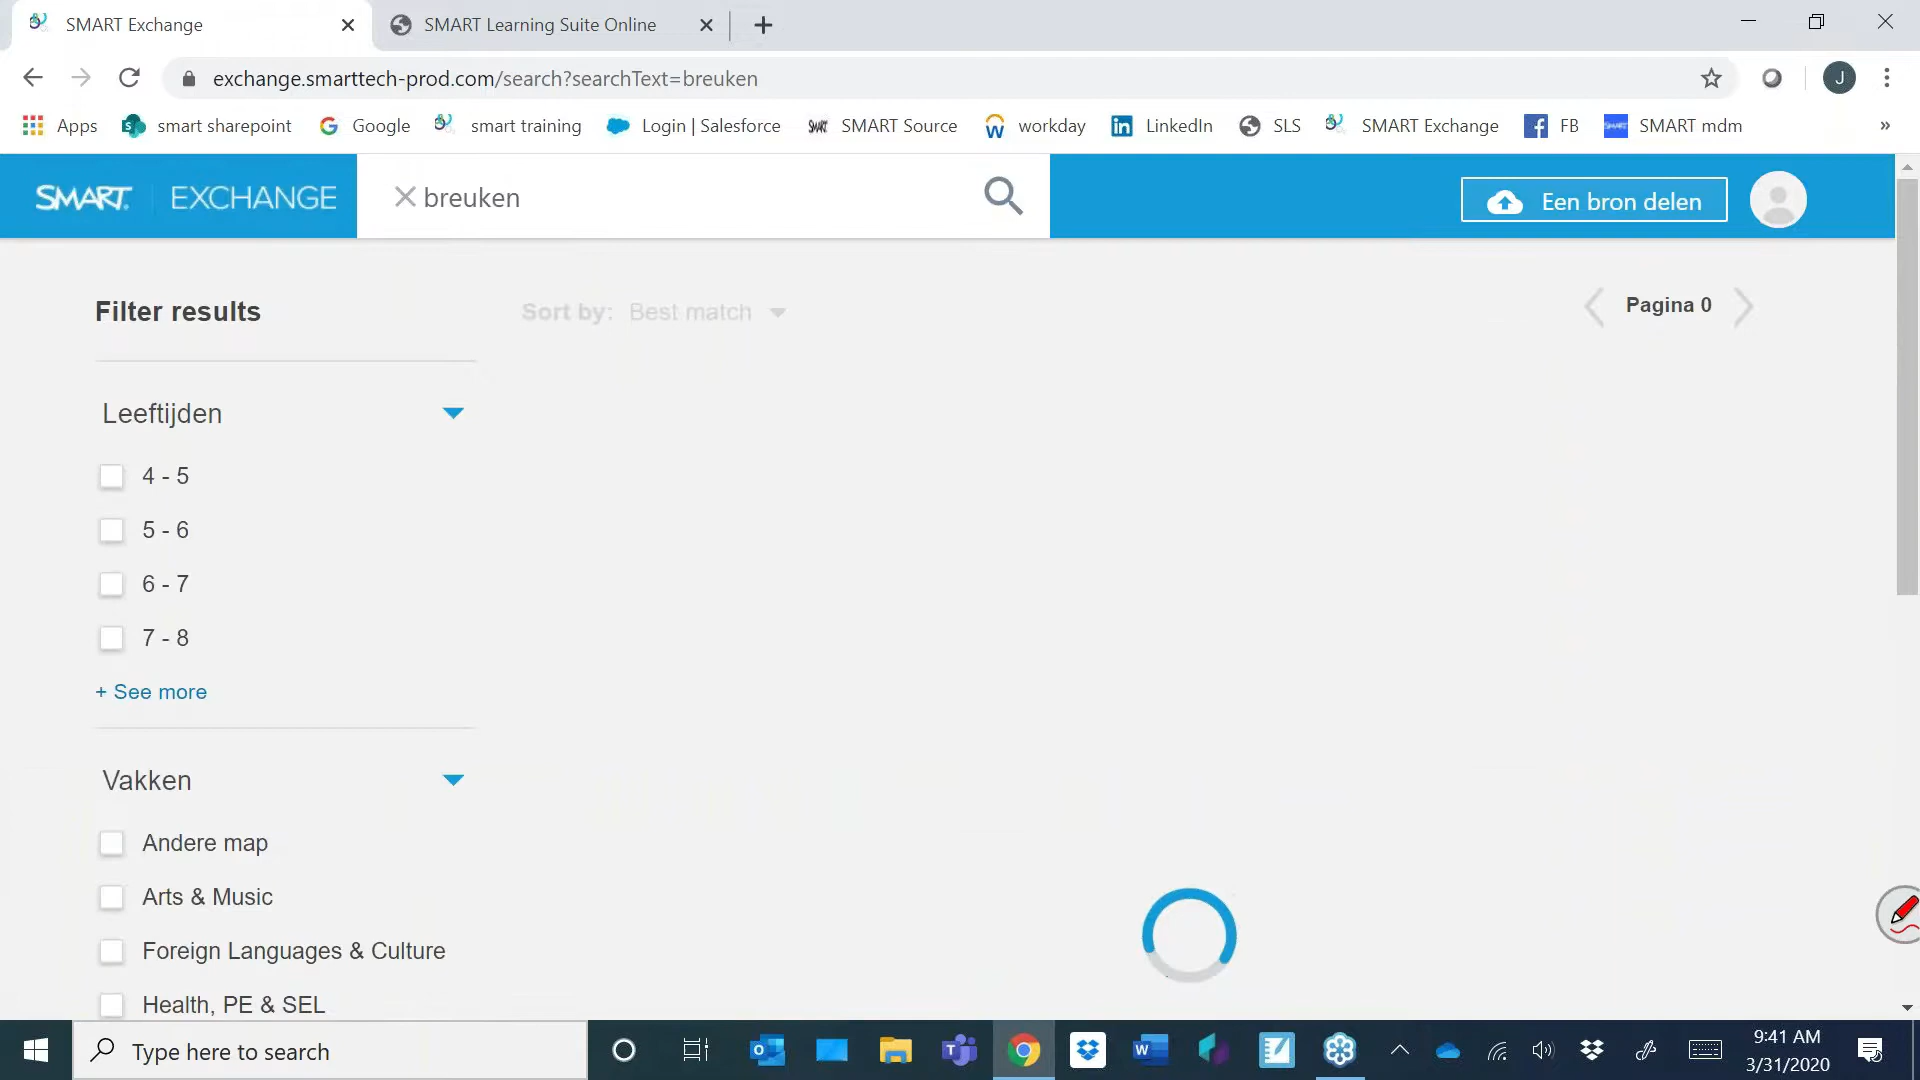 SMART Exchange
SMART Learning Suite Online
exchange.smarttech-prod.com/search?searchText=breuken
J
Apps smart sharepoint Google smart training Login | Salesforce SMART Source workday LinkedIn SLS SMART Exchange FB SMART mdm »
SMART EXCHANGE
breuken
Een bron delen
Filter results
Sort by: Best match
Pagina 0
Leeftijden
4 - 5
5 - 6
6 - 7
7 - 8
+ See more
Vakken
Andere map
Arts & Music
Foreign Languages & Culture
Health, PE & SEL
Type here to search
9:41 AM
3/31/2020